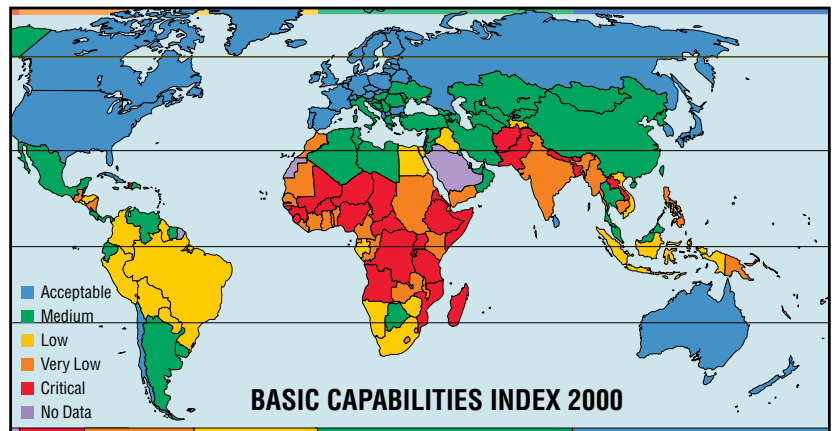 Acceptable
Medium
Low
Very Low
Critical
No Data
BASIC CAPABILITIES INDEX 2000